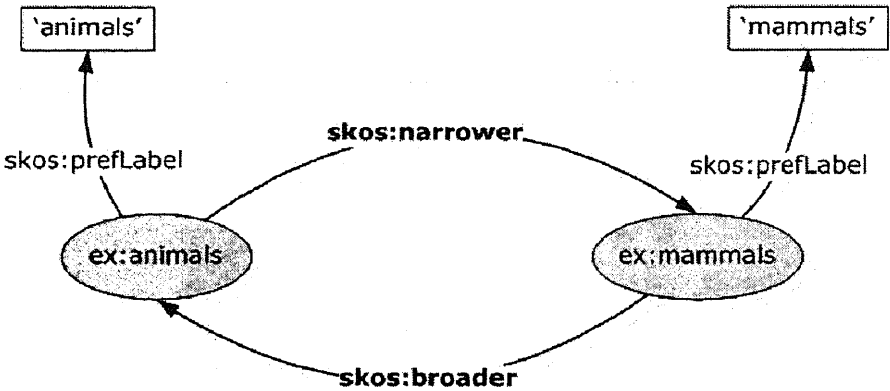 ‘animals’
‘mammals’
skos:narrower
skos:prefLabel
skos:prefLabel
ex:animals
ex:mammals
skos:broader